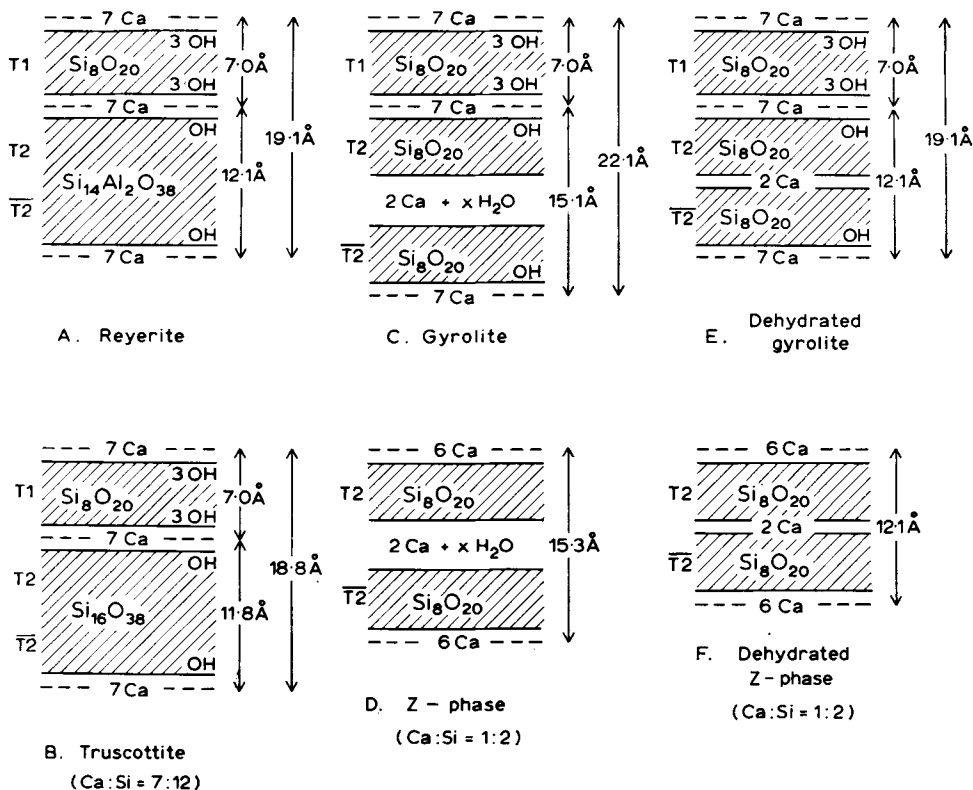 7 Ca
3 OH
T1
Si8O20
7·0Å
3 OH
7 Ca
OH
19·1Å
T2
12·1Å
Si14Al2O38
T2
OH
7 Ca
A. Reyerite
7 Ca
3 OH
T1
Si8O20
7·0Å
3 OH
7 Ca
OH
T2
Si8O20
22·1Å
2 Ca + x H2O
15·1Å
T2
Si8O20
OH
7 Ca
C. Gyrolite
7 Ca
3 OH
T1
Si8O20
7·0Å
3 OH
7 Ca
OH
T2
Si8O20
19·1Å
2 Ca
12·1Å
T2
Si8O20
OH
7 Ca
E. Dehydrated
gyrolite
7 Ca
3 OH
T1
Si8O20
7·0Å
3 OH
7 Ca
OH
18·8Å
T2
Si16O38
11·8Å
T2
OH
7 Ca
B. Truscottite
(Ca:Si = 7:12)
6 Ca
T2
Si8O20
2 Ca + x H2O
15·3Å
T2
Si8O20
6 Ca
D. Z - phase
(Ca:Si = 1:2)
6 Ca
T2
Si8O20
2 Ca
12·1Å
T2
Si8O20
6 Ca
F. Dehydrated
Z - phase
(Ca:Si = 1:2)